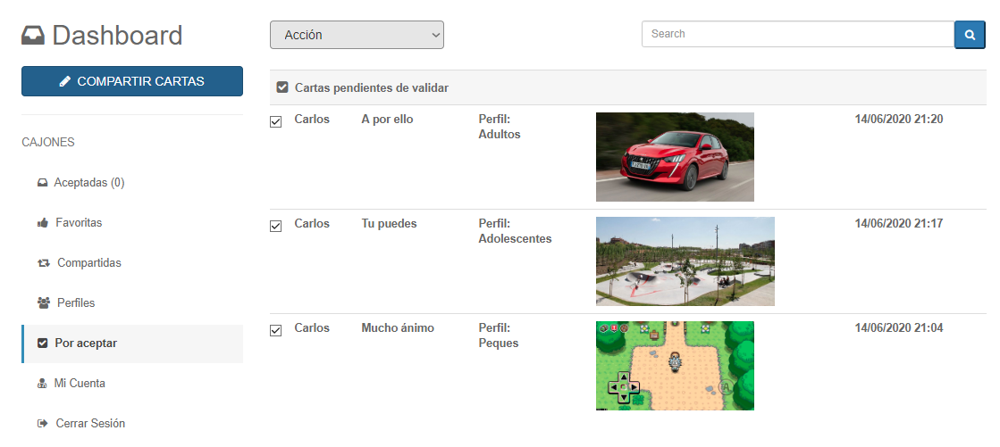 Dashboard
COMPARTIR CARTAS
CAJONES
Aceptadas (0)
Favoritas
Compartidas
Perfiles
Por aceptar
Mi Cuenta
Cerrar Sesión
Acción
Search
Cartas pendientes de validar
Carlos A por ello Perfil: 14/06/2020 21:20
Adultos
Carlos Tu puedes Perfil: 14/06/2020 21:17
Adolescentes
Carlos Mucho ánimo Perfil: 14/06/2020 21:04
Peques
A